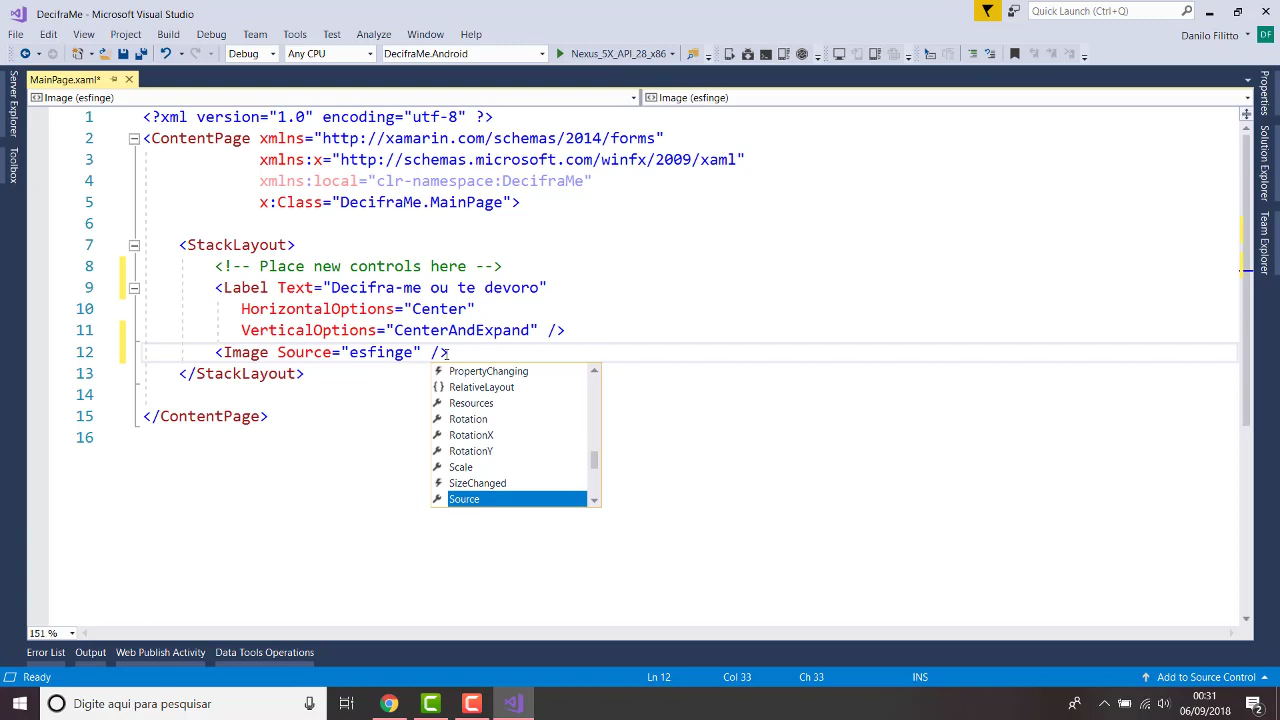 DecifraMe - Microsoft Visual Studio
Quick Launch (Ctrl+Q)
File Edit View Project Build Debug Team Tools Test Analyze Window Help
Danilo Filitto DF
Debug Any CPU DecifraMe.Android Nexus_5X_API_28_x86
MainPage.xaml*
Image (esfinge) Image (esfinge)
Server Explorer
Toolbox
Properties
Solution Explorer
Team Explorer
1 <?xml version="1.0" encoding="utf-8" ?>
2 <ContentPage xmlns="http://xamarin.com/schemas/2014/forms"
3 xmlns:x="http://schemas.microsoft.com/winfx/2009/xaml"
4 xmlns:local="clr-namespace:DecifraMe"
5 x:Class="DecifraMe.MainPage">
6
7 <StackLayout>
8 <!-- Place new controls here -->
9 <Label Text="Decifra-me ou te devoro"
10 HorizontalOptions="Center"
11 VerticalOptions="CenterAndExpand" />
12 <Image Source="esfinge" />
13 </StackLayout>
14
15 </ContentPage>
16
PropertyChanging
RelativeLayout
Resources
Rotation
RotationX
RotationY
Scale
SizeChanged
Source
151 %
Error List Output Web Publish Activity Data Tools Operations
Ready Ln 12 Col 33 Ch 33 INS Add to Source Control
Digite aqui para pesquisar
00:31
06/09/2018
2